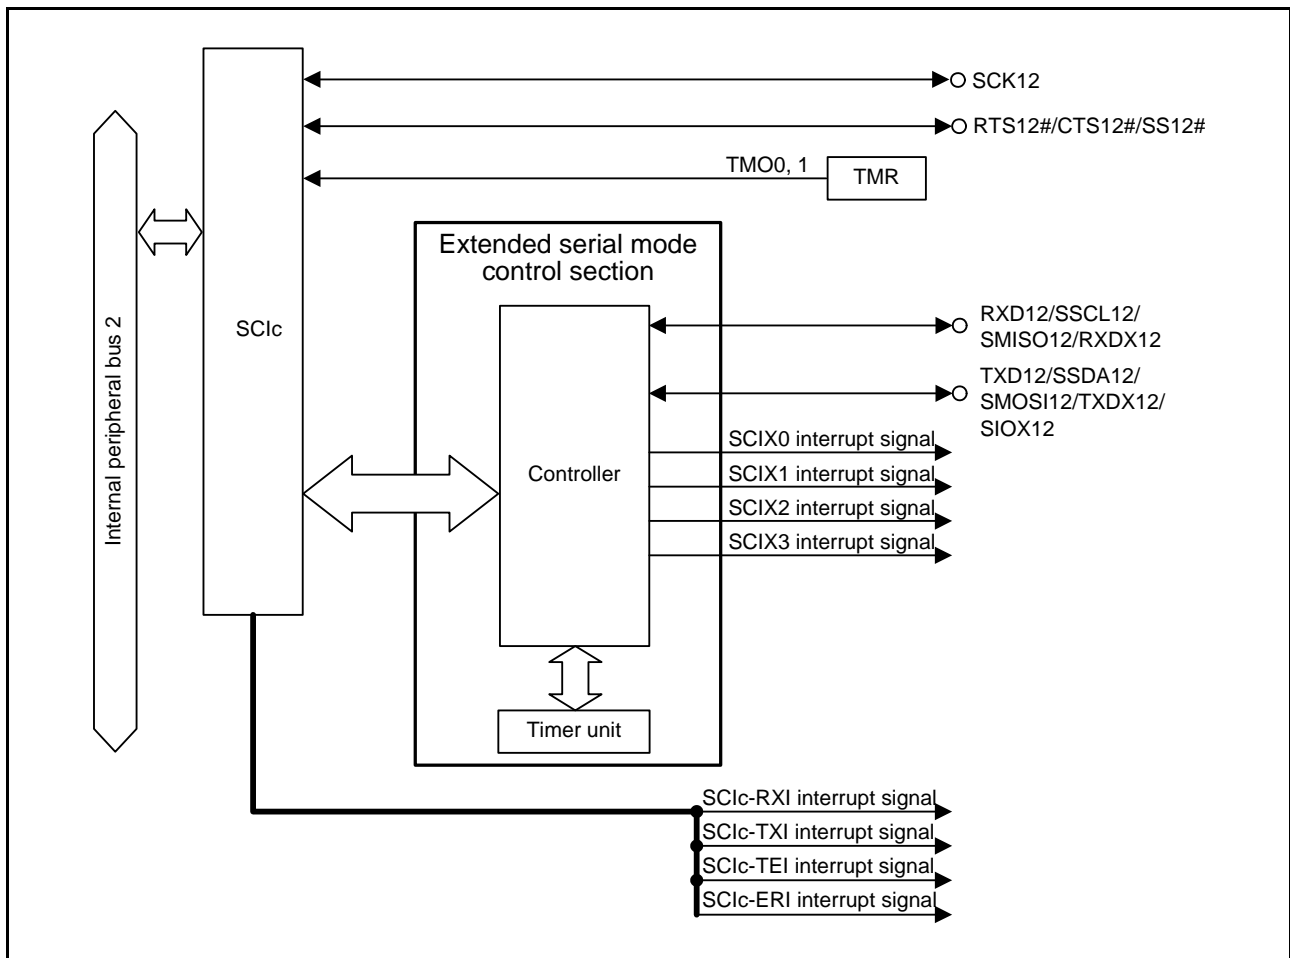 SCK12
RTS12#/CTS12#/SS12#
TMO0, 1
TMR
Extended serial mode
control section
Internal peripheral bus 2
SCIc
RXD12/SSCL12/
SMISO12/RXDX12
TXD12/SSDA12/
SMOSI12/TXDX12/
SIOX12
Controller
SCIX0 interrupt signal
SCIX1 interrupt signal
SCIX2 interrupt signal
SCIX3 interrupt signal
Timer unit
SCIc-RXI interrupt signal
SCIc-TXI interrupt signal
SCIc-TEI interrupt signal
SCIc-ERI interrupt signal